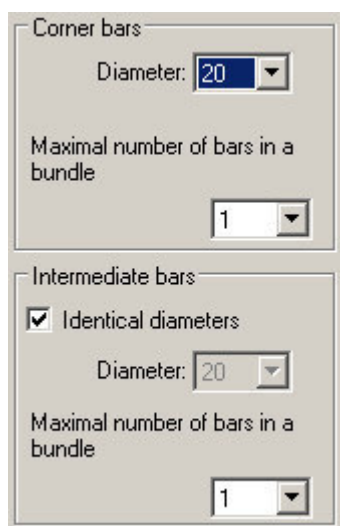 Corner bars
Diameter: 20
Maximal number of bars in a
bundle
1
Intermediate bars
Identical diameters
Diameter: 20
Maximal number of bars in a
bundle
1